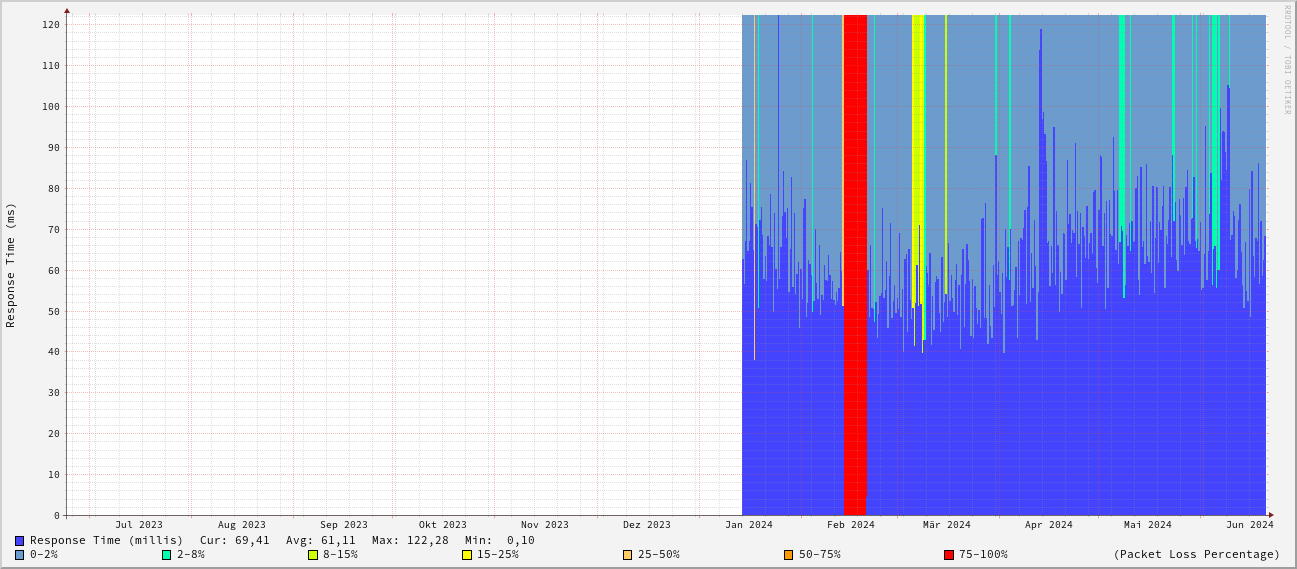 RRDTOOL / TOBI OETIKER
Response Time (ms)
120
110
100
90
80
70
60
50
40
30
20
10
0
Jul 2023 Aug 2023 Sep 2023 Okt 2023 Nov 2023 Dez 2023 Jan 2024 Feb 2024 Mär 2024 Apr 2024 Mai 2024 Jun 2024
Response Time (millis) Cur: 69,41 Avg: 61,11 Max: 122,28 Min: 0,10
0-2% 2-8% 8-15% 15-25% 25-50% 50-75% 75-100% (Packet Loss Percentage)